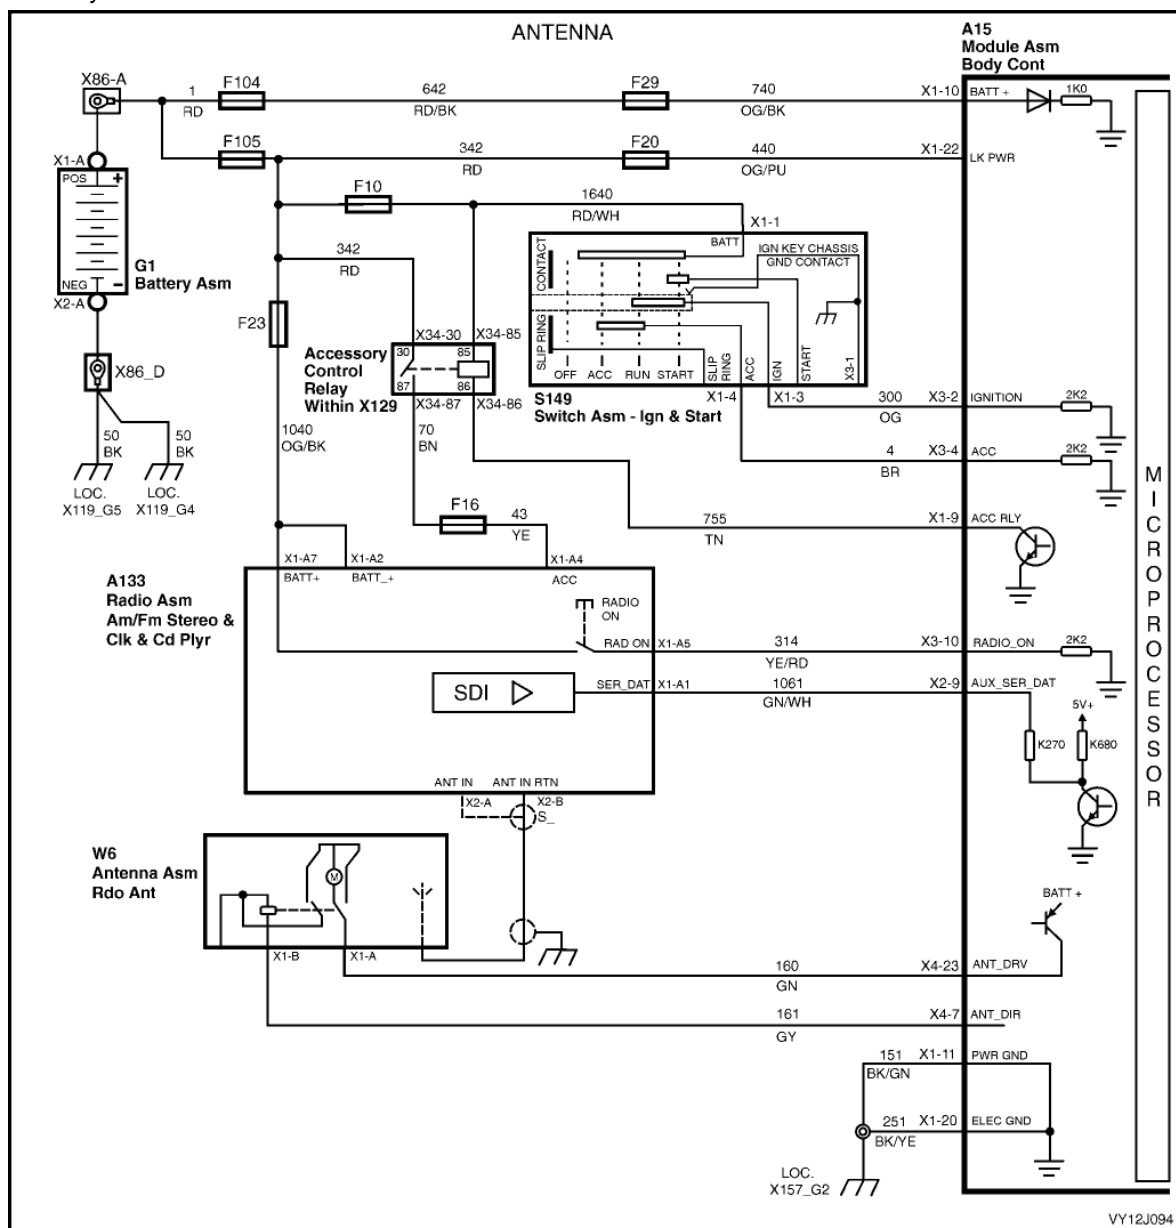 ANTENNA
A15
Module Asm
Body Cont
X86-A
1
RD
F104
642
RD/BK
F29
740
OG/BK
X1-10
BATT +
1K0
F105
342
RD
F20
440
OG/PU
X1-22
LK PWR
X1-A
POS +
NEG -
X2-A
G1
Battery Asm
F10
1640
RD/WH
X1-1
BATT
IGN KEY CHASSIS
GND CONTACT
CONTACT
SLIP RING
OFF ACC RUN START
SLIP
RING
ACC
IGN
START
X3-1
342
RD
F23
X86_D
50
BK
50
BK
LOC.
X119_G5
LOC.
X119_G4
X34-30
X34-85
30
85
87
86
X34-87
X34-86
Accessory
Control
Relay
Within X129
X1-4
X1-3
S149
Switch Asm - Ign & Start
300
OG
X3-2
IGNITION
2K2
4
BR
X3-4
ACC
2K2
1040
OG/BK
70
BN
F16
43
YE
755
TN
X1-9
ACC RLY
X1-A7
BATT+
X1-A2
BATT_+
X1-A4
ACC
A133
Radio Asm
Am/Fm Stereo &
Clk & Cd Plyr
RADIO
ON
RAD ON
X1-A5
314
YE/RD
X3-10
RADIO_ON
2K2
SDI
SER_DAT
X1-A1
1061
GN/WH
X2-9
AUX_SER_DAT
5V+
K270
K680
ANT IN
ANT IN RTN
X2-A
X2-B
S_
W6
Antenna Asm
Rdo Ant
M
X1-B
X1-A
BATT +
160
GN
X4-23
ANT_DRV
161
GY
X4-7
ANT_DIR
151
BK/GN
X1-11
PWR GND
251
BK/YE
X1-20
ELEC GND
LOC.
X157_G2
MICROPROCESSOR
VY12J094